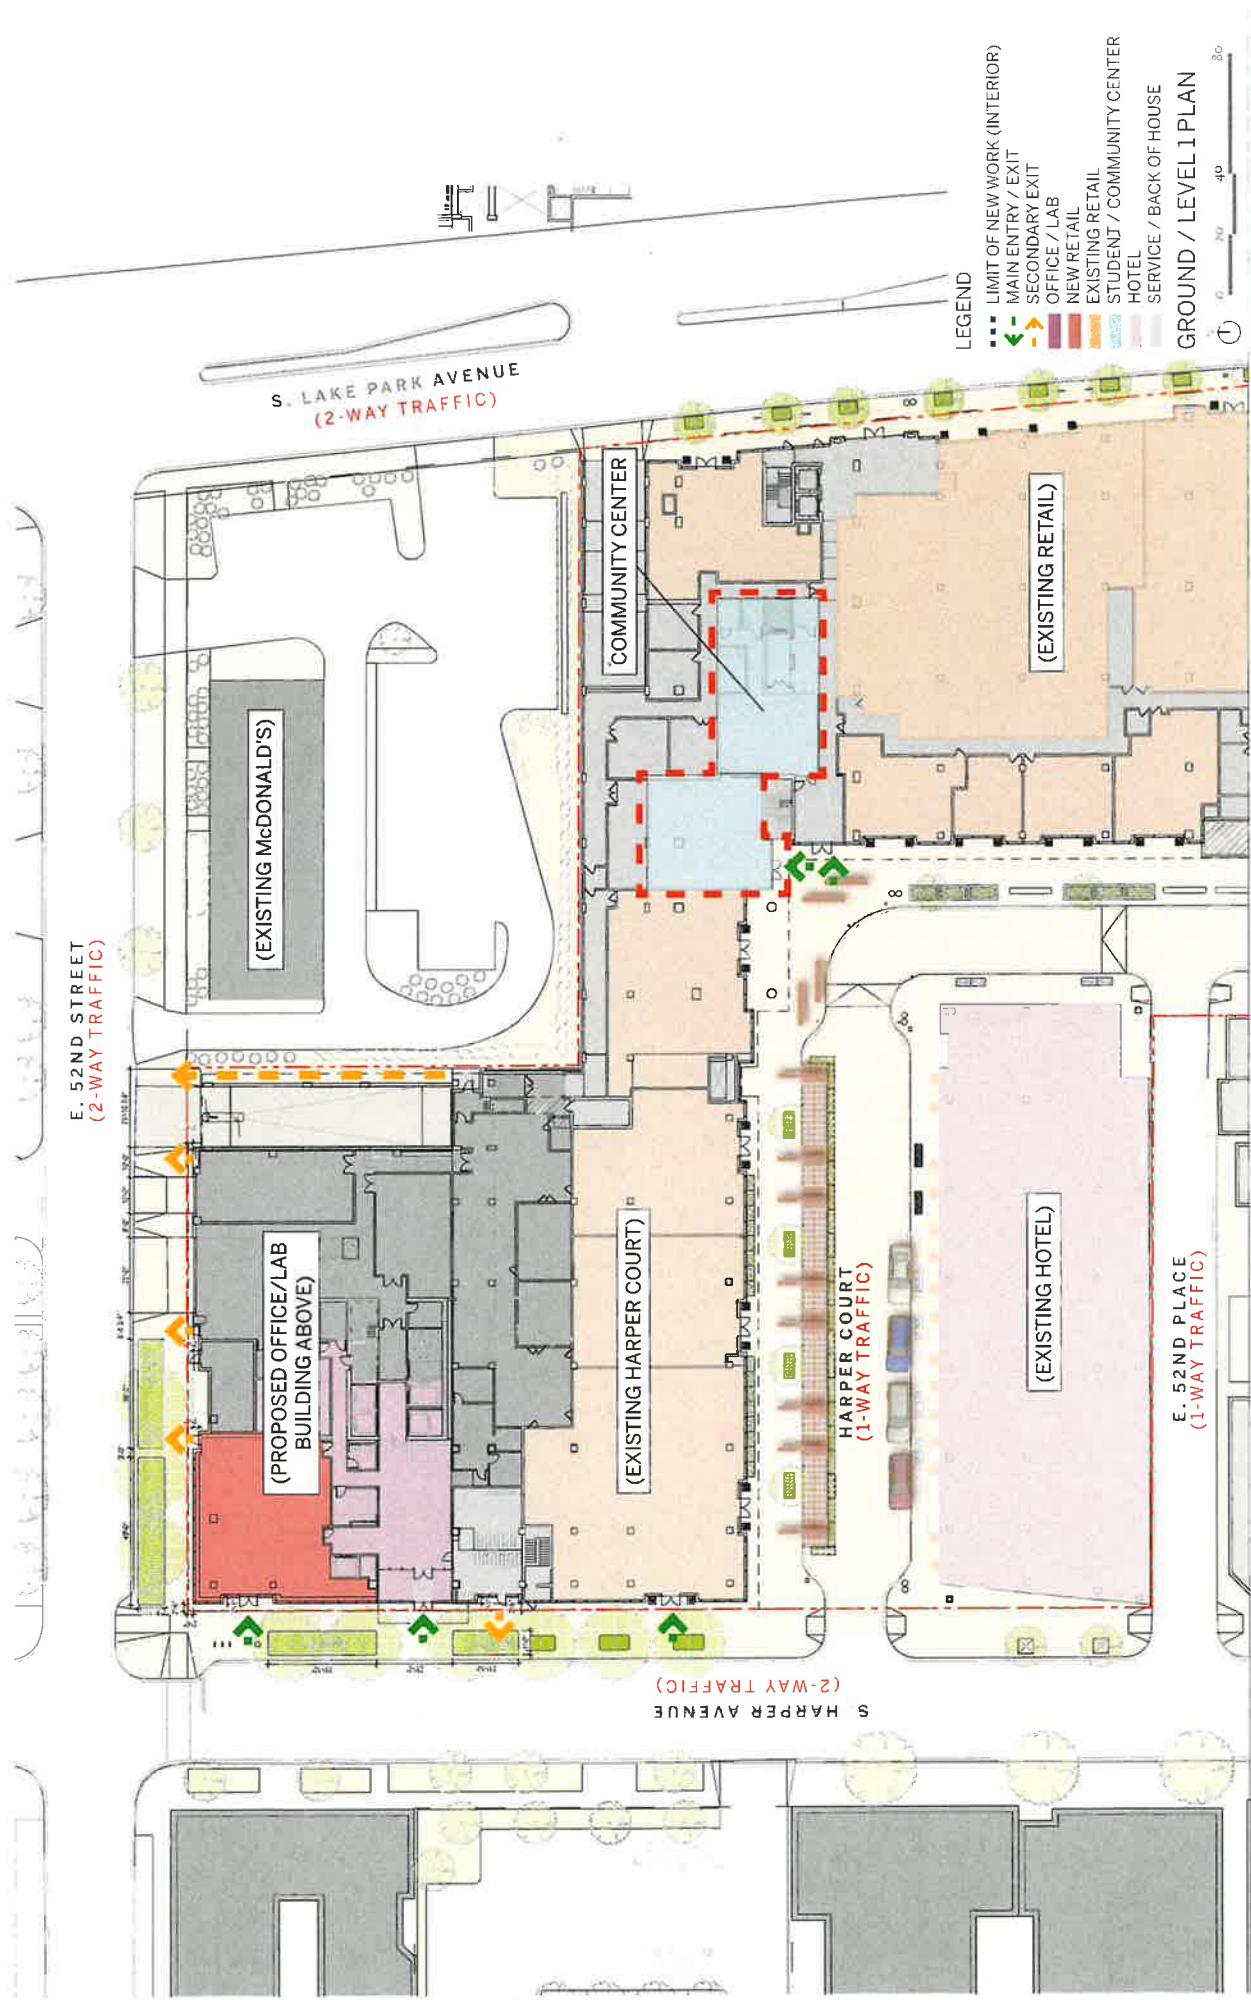 E. 52ND STREET
(2-WAY TRAFFIC)
S. LAKE PARK AVENUE
(2-WAY TRAFFIC)
(EXISTING McDONALD'S)
(PROPOSED OFFICE/LAB
BUILDING ABOVE)
COMMUNITY CENTER
(EXISTING HARPER COURT)
(EXISTING RETAIL)
HARPER COURT
(1-WAY TRAFFIC)
(EXISTING HOTEL)
E. 52ND PLACE
(1-WAY TRAFFIC)
S HARPER AVENUE
(2-WAY TRAFFIC)
LEGEND
LIMIT OF NEW WORK (INTERIOR)
MAIN ENTRY / EXIT
SECONDARY EXIT
OFFICE / LAB
NEW RETAIL
EXISTING RETAIL
STUDENT / COMMUNITY CENTER
HOTEL
SERVICE / BACK OF HOUSE
GROUND / LEVEL 1 PLAN
0 20 40 80